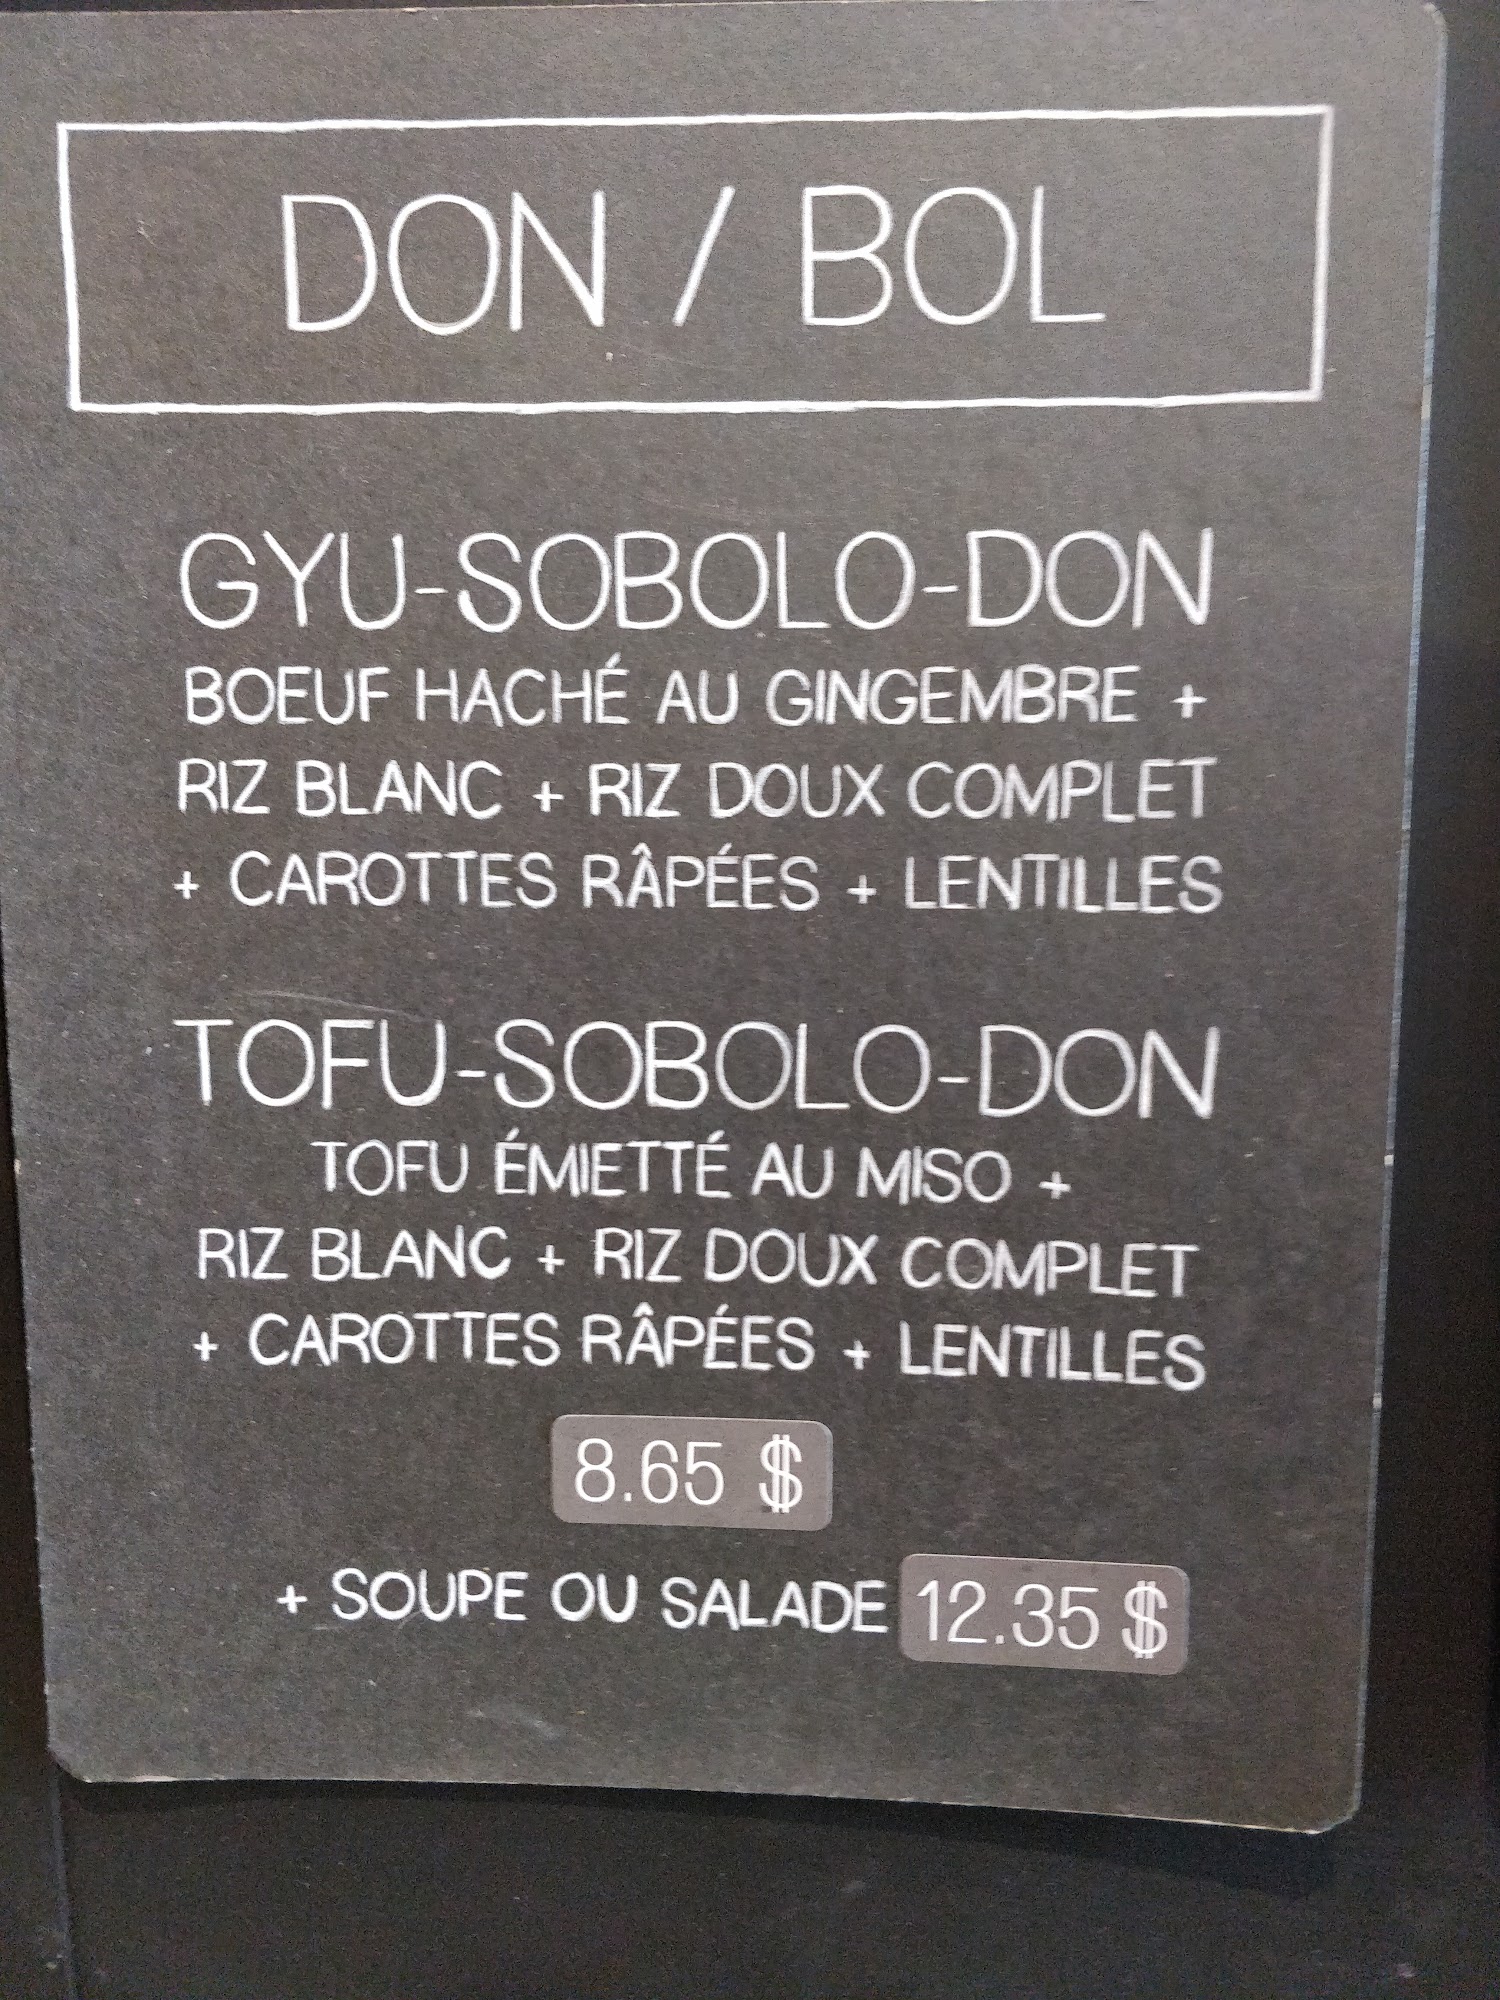 DON / BOL
GYU-SOBOLO-DON
BOEUF HACHÉ AU GINGEMBRE +
RIZ BLANC + RIZ DOUX COMPLET
+ CAROTTES RÂPÉES + LENTILLES
TOFU-SOBOLO-DON
TOFU ÉMIETTÉ AU MISO +
RIZ BLANC + RIZ DOUX COMPLET
+ CAROTTES RÂPÉES + LENTILLES
8.65 $
+ SOUPE OU SALADE 12.35 $